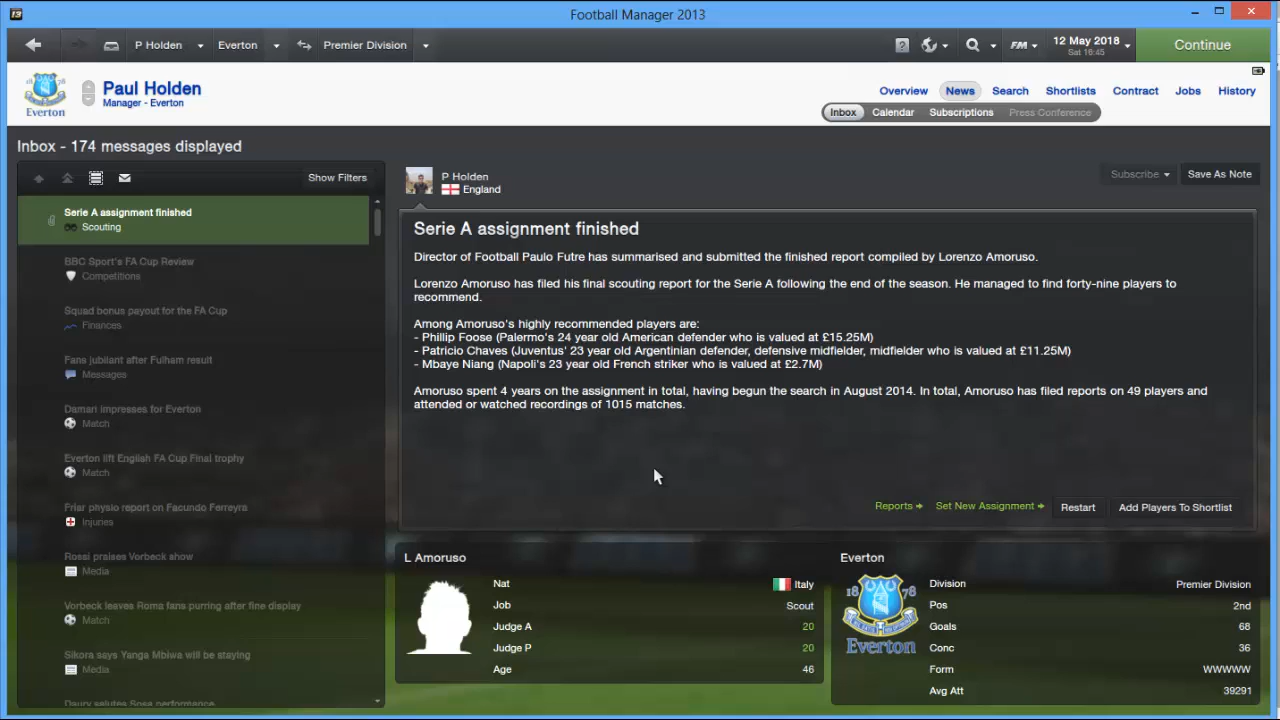 Football Manager 2013
P Holden
Everton
Premier Division
FM
12 May 2018
Sat 16:45
Continue
Paul Holden
Manager - Everton
18 78
Everton
Overview
News
Search
Shortlists
Contract
Jobs
History
Inbox
Calendar
Subscriptions
Press Conference
Inbox - 174 messages displayed
Show Filters
Serie A assignment finished
Scouting
BBC Sport's FA Cup Review
Competitions
Squad bonus payout for the FA Cup
Finances
Fans jubilant after Fulham result
Messages
Damari impresses for Everton
Match
Everton lift English FA Cup Final trophy
Match
Friar physio report on Facundo Ferreyra
Injuries
Rossi praises Vorbeck show
Media
Vorbeck leaves Roma fans purring after fine display
Match
Sikora says Yanga Mbiwa will be staying
Media
P Holden
England
Subscribe
Save As Note
Serie A assignment finished
Director of Football Paulo Futre has summarised and submitted the finished report compiled by Lorenzo Amoruso.
Lorenzo Amoruso has filed his final scouting report for the Serie A following the end of the season. He managed to find forty-nine players to
recommend.
Among Amoruso's highly recommended players are:
- Phillip Foose (Palermo's 24 year old American defender who is valued at £15.25M)
- Patricio Chaves (Juventus' 23 year old Argentinian defender, defensive midfielder, midfielder who is valued at £11.25M)
- Mbaye Niang (Napoli's 23 year old French striker who is valued at £2.7M)
Amoruso spent 4 years on the assignment in total, having begun the search in August 2014. In total, Amoruso has filed reports on 49 players and
attended or watched recordings of 1015 matches.
Reports
Set New Assignment
Restart
Add Players To Shortlist
L Amoruso
Nat Italy
Job Scout
Judge A 20
Judge P 20
Age 46
Everton
18 78
Everton
Division Premier Division
Pos 2nd
Goals 68
Conc 36
Form WWWWW
Avg Att 39291